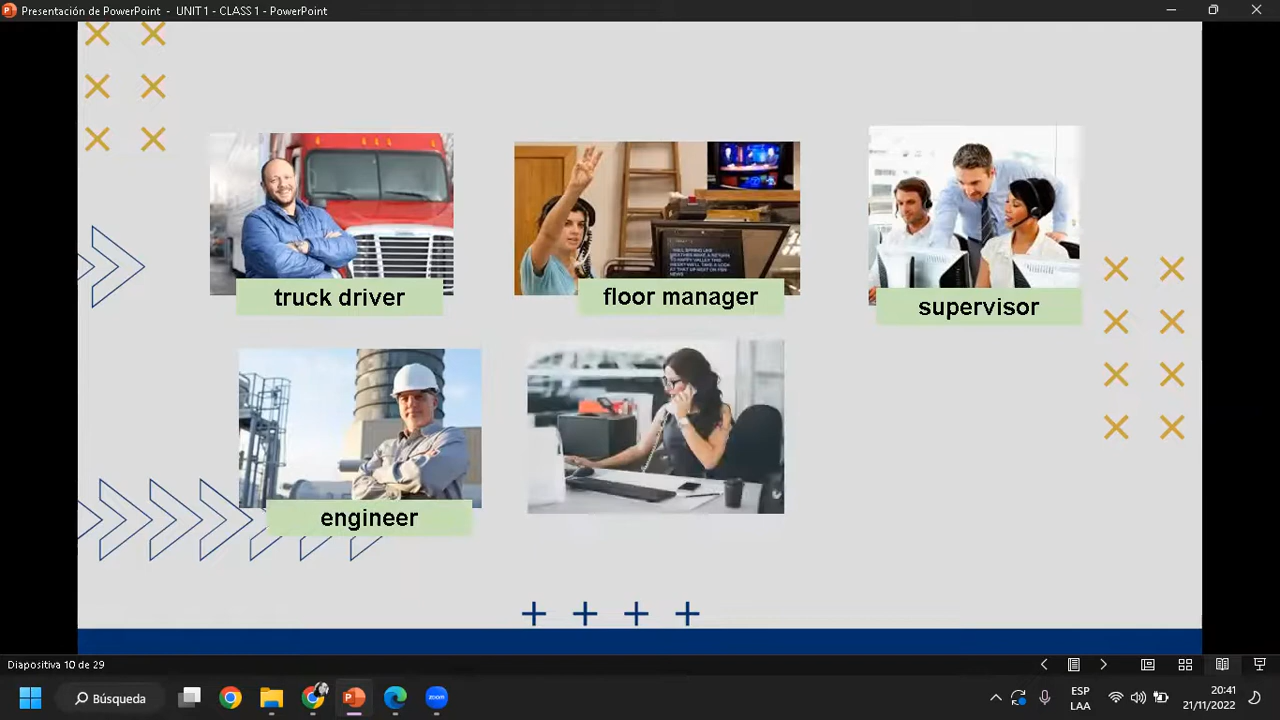 Presentación de PowerPoint - UNIT 1 - CLASS 1 - PowerPoint
truck driver
floor manager
supervisor
engineer
Diapositiva 10 de 29
Búsqueda
zoom
ESP
LAA
20:41
21/11/2022